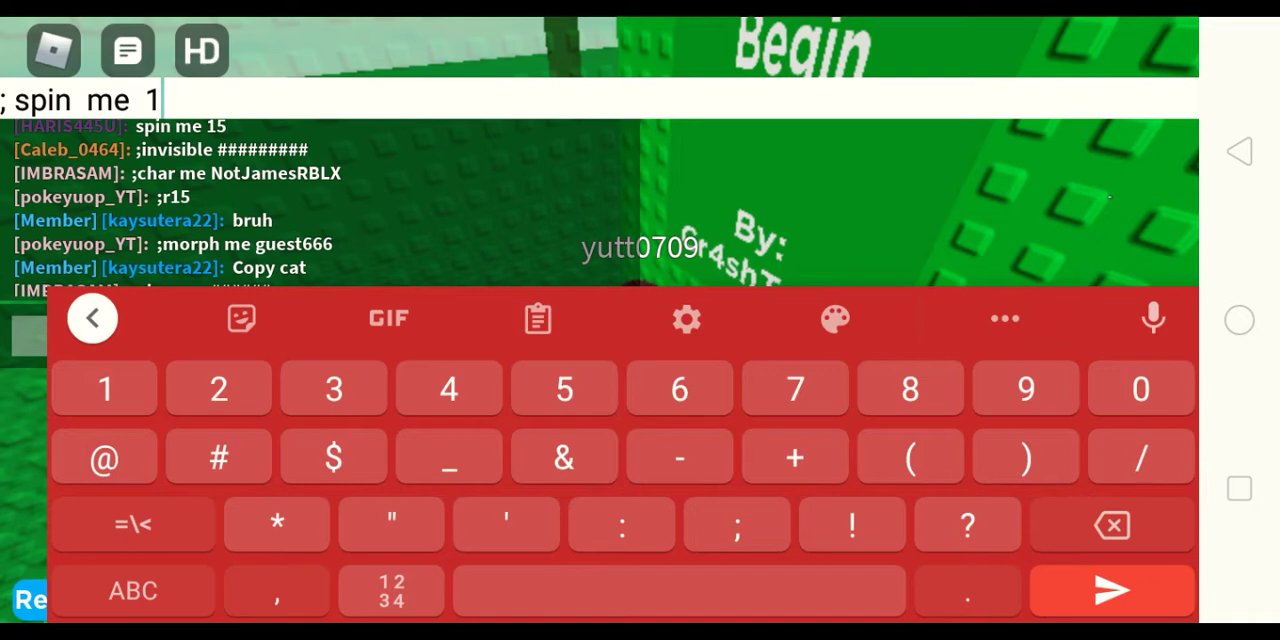 HD
Begin
; spin me 1
[HARIS445U]: spin me 15
[Caleb_0464]: ;invisible #########
[IMBRASAM]: ;char me NotJamesRBLX
[pokeyuop_YT]: ;r15
[Member] [kaysutera22]: bruh
[pokeyuop_YT]: ;morph me guest666
[Member] [kaysutera22]: Copy cat
yutt0709
By:
GIF
1 2 3 4 5 6 7 8 9 0
@ # $ _ & - + ( ) /
=\< * " ' : ; ! ?
ABC , 12 .
34
Re